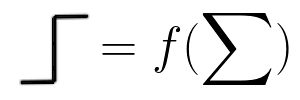 = f(∑)